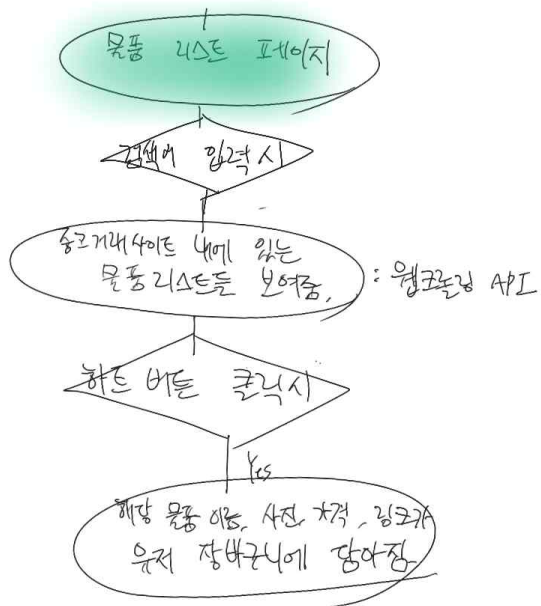 물품 리스트 페이지
검색어 입력 시
중고거래 사이트 내에 있는
물품 리스트들 보여줌.
: 웹크롤링 API
하트 버튼 클릭 시
Yes
해당 물품 이름, 사진, 가격, 링크가
유저 장바구니에 담아짐